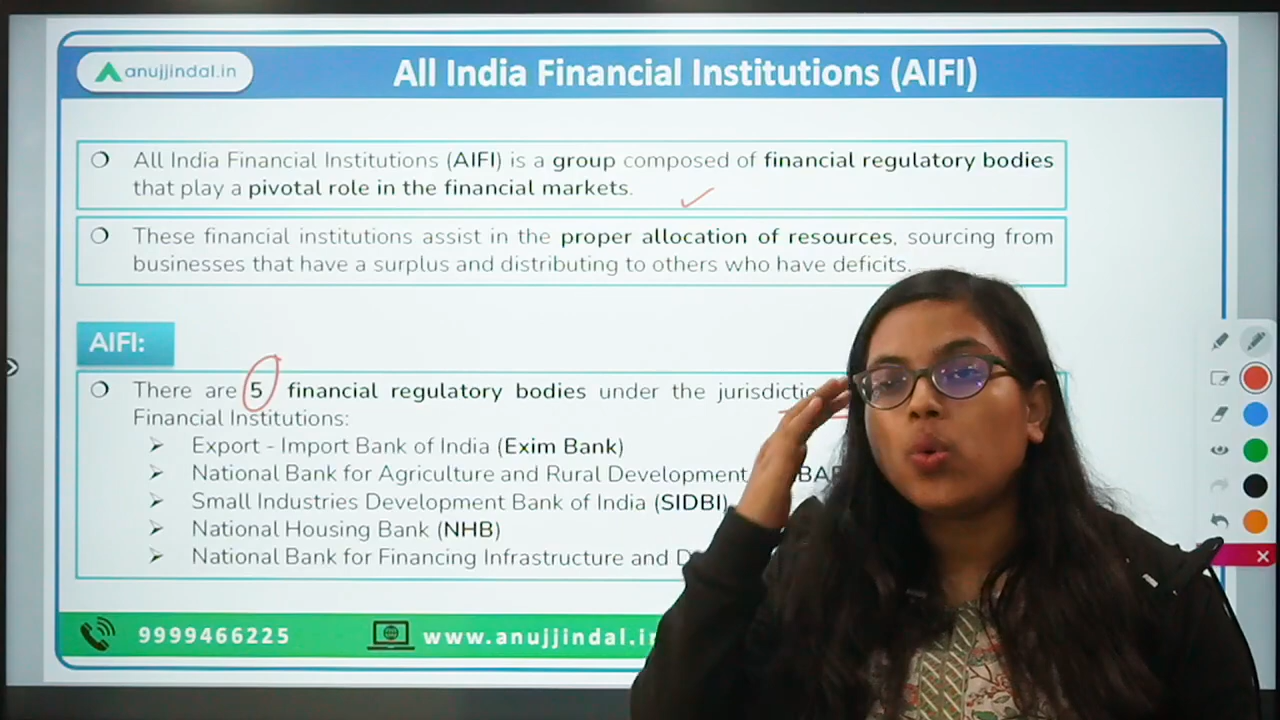 anujjindal.in
All India Financial Institutions (AIFI)
All India Financial Institutions (AIFI) is a group composed of financial regulatory bodies
that play a pivotal role in the financial markets.
These financial institutions assist in the proper allocation of resources, sourcing from
businesses that have a surplus and distributing to others who have deficits.
AIFI:
There are 5 financial regulatory bodies under the
Financial Institutions:
Export - Import Bank of India (Exim Bank)
National Bank for Agriculture and Rural Development
Small Industries Development Bank of India (SIDBI)
National Housing Bank (NHB)
National Bank for Financing Infrastructure and
9999466225